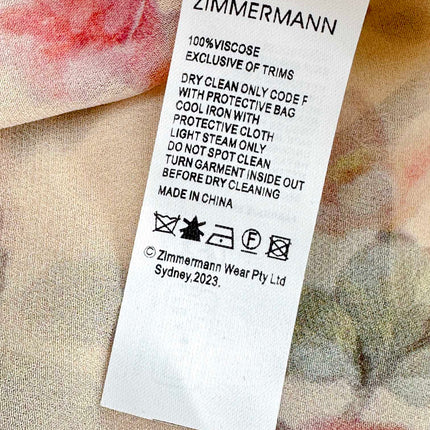 ZIMMERMANN
100%VISCOSE
EXCLUSIVE OF TRIMS
DRY CLEAN ONLY CODE F
WITH PROTECTIVE BAG
COOL IRON WITH
PROTECTIVE CLOTH
LIGHT STEAM ONLY
DO NOT SPOT CLEAN
TURN GARMENT INSIDE OUT
BEFORE DRY CLEANING
MADE IN CHINA
F
© Zimmermann Wear Pty Ltd
Sydney,2023.